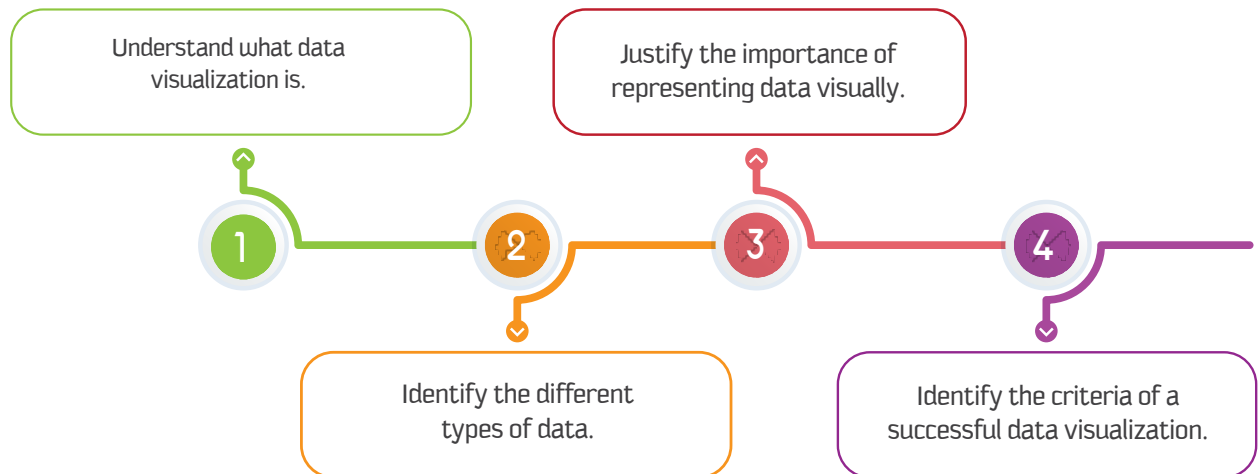 Understand what data
visualization is.
Justify the importance of
representing data visually.
1
2
3
4
Identify the different
types of data.
Identify the criteria of a
successful data visualization.